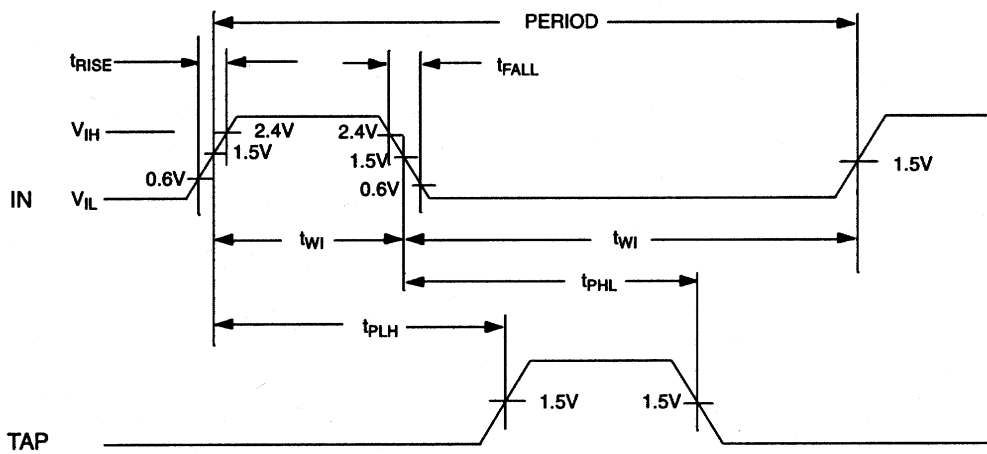 PERIOD
tRISE
tFALL
VIH
2.4V
2.4V
1.5V
1.5V
1.5V
0.6V
0.6V
IN
VIL
tWI
tWI
tPHL
tPLH
1.5V
1.5V
TAP